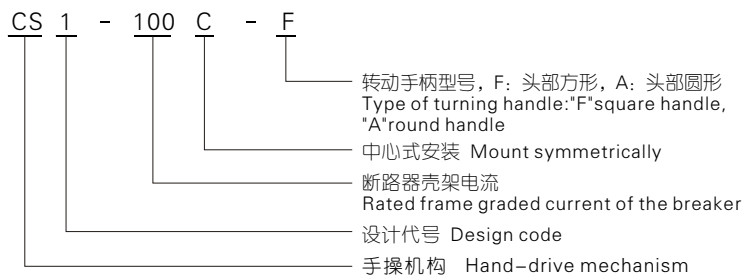 CS 1 - 100 C - F
转动手柄型号，F：头部方形，A：头部圆形
Type of turning handle:"F"square handle,
"A"round handle
中心式安装 Mount symmetrically
断路器壳架电流
Rated frame graded current of the breaker
设计代号 Design code
手操机构 Hand-drive mechanism